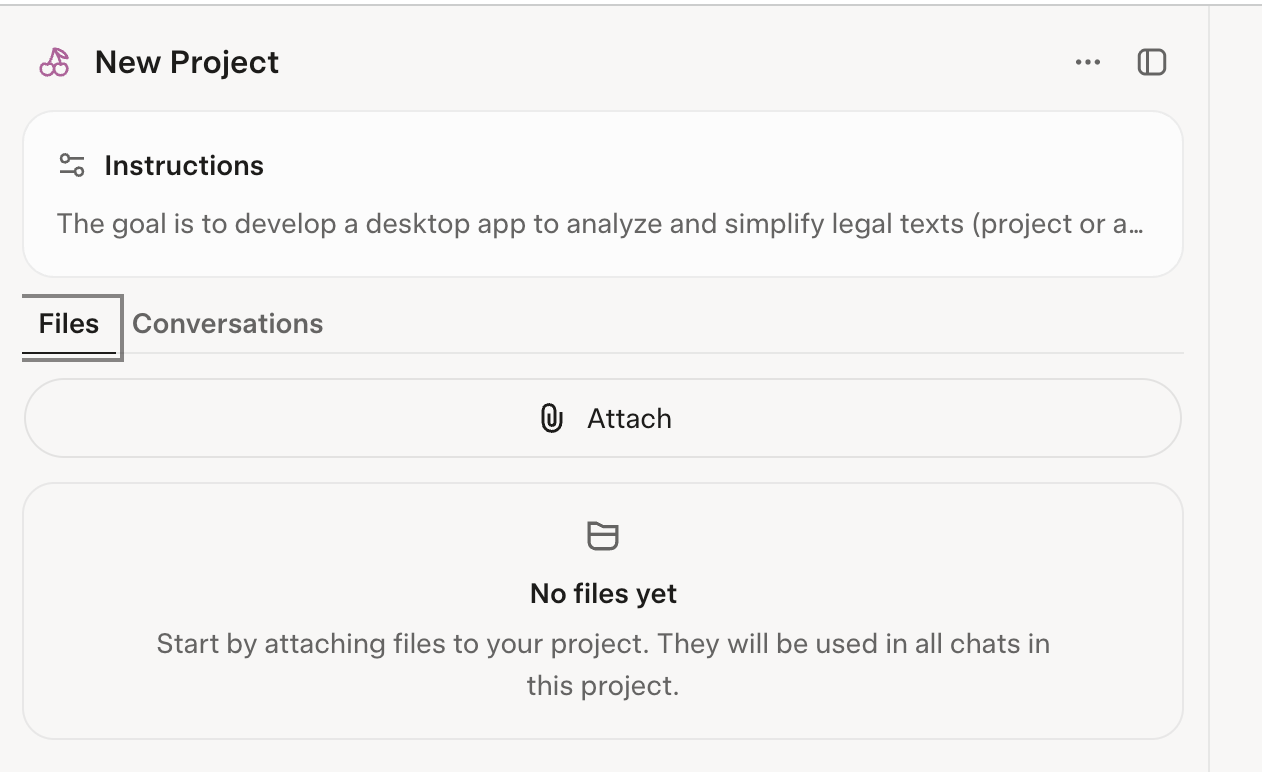 New Project
Instructions
The goal is to develop a desktop app to analyze and simplify legal texts (project or a…
Files
Conversations
Attach
No files yet
Start by attaching files to your project. They will be used in all chats in
this project.